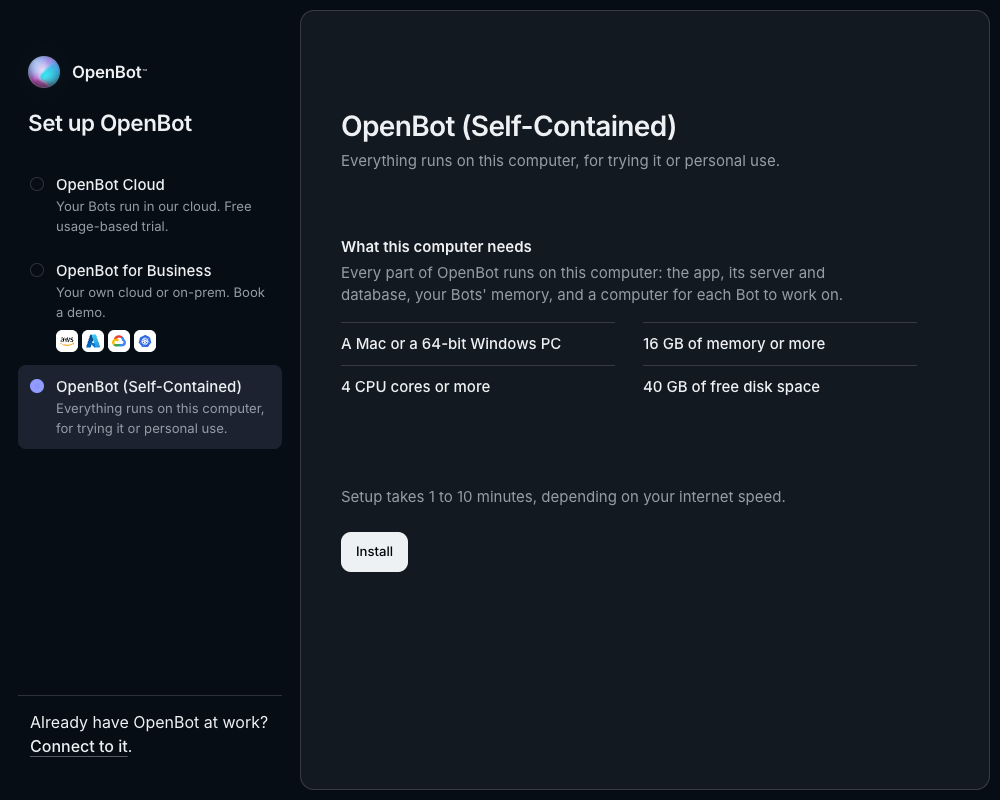 OpenBot™
Set up OpenBot
OpenBot Cloud
Your Bots run in our cloud. Free
usage-based trial.
OpenBot for Business
Your own cloud or on-prem. Book
a demo.
aws
OpenBot (Self-Contained)
Everything runs on this computer,
for trying it or personal use.
Already have OpenBot at work?
Connect to it.
OpenBot (Self-Contained)
Everything runs on this computer, for trying it or personal use.
What this computer needs
Every part of OpenBot runs on this computer: the app, its server and
database, your Bots' memory, and a computer for each Bot to work on.
A Mac or a 64-bit Windows PC
16 GB of memory or more
4 CPU cores or more
40 GB of free disk space
Setup takes 1 to 10 minutes, depending on your internet speed.
Install